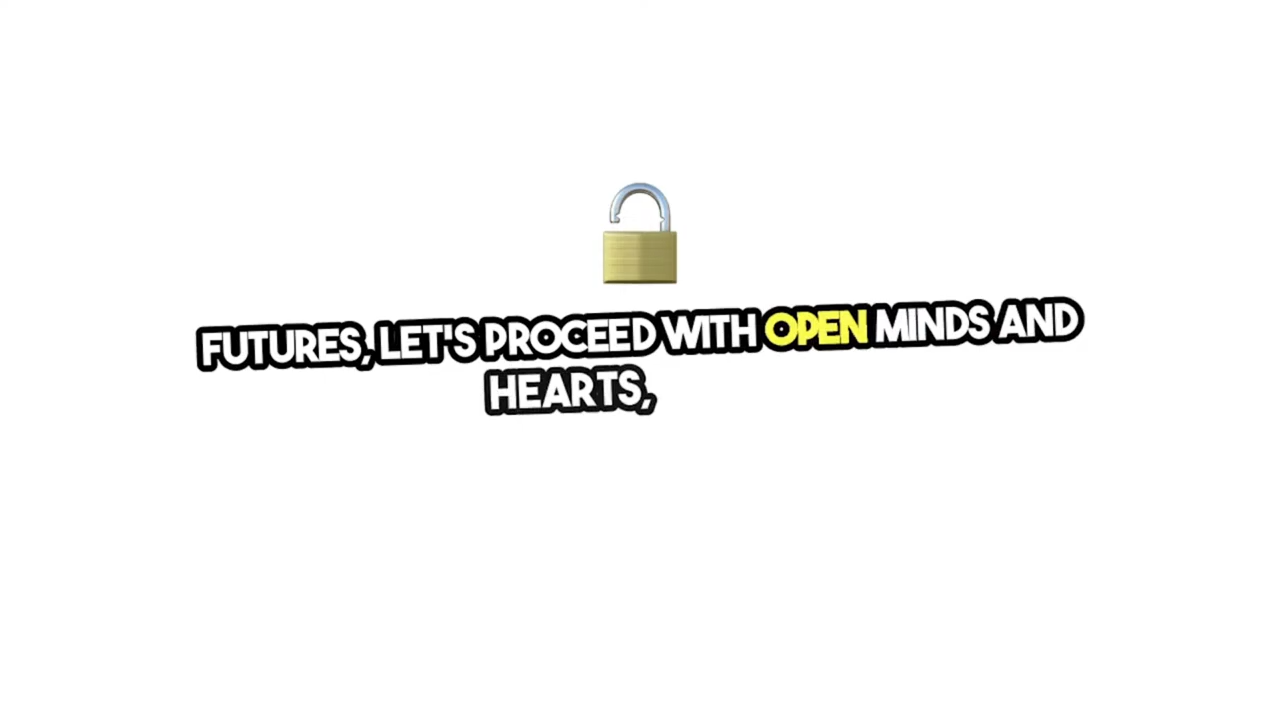 FUTURES, LET'S PROCEED WITH OPEN MINDS AND
HEARTS,